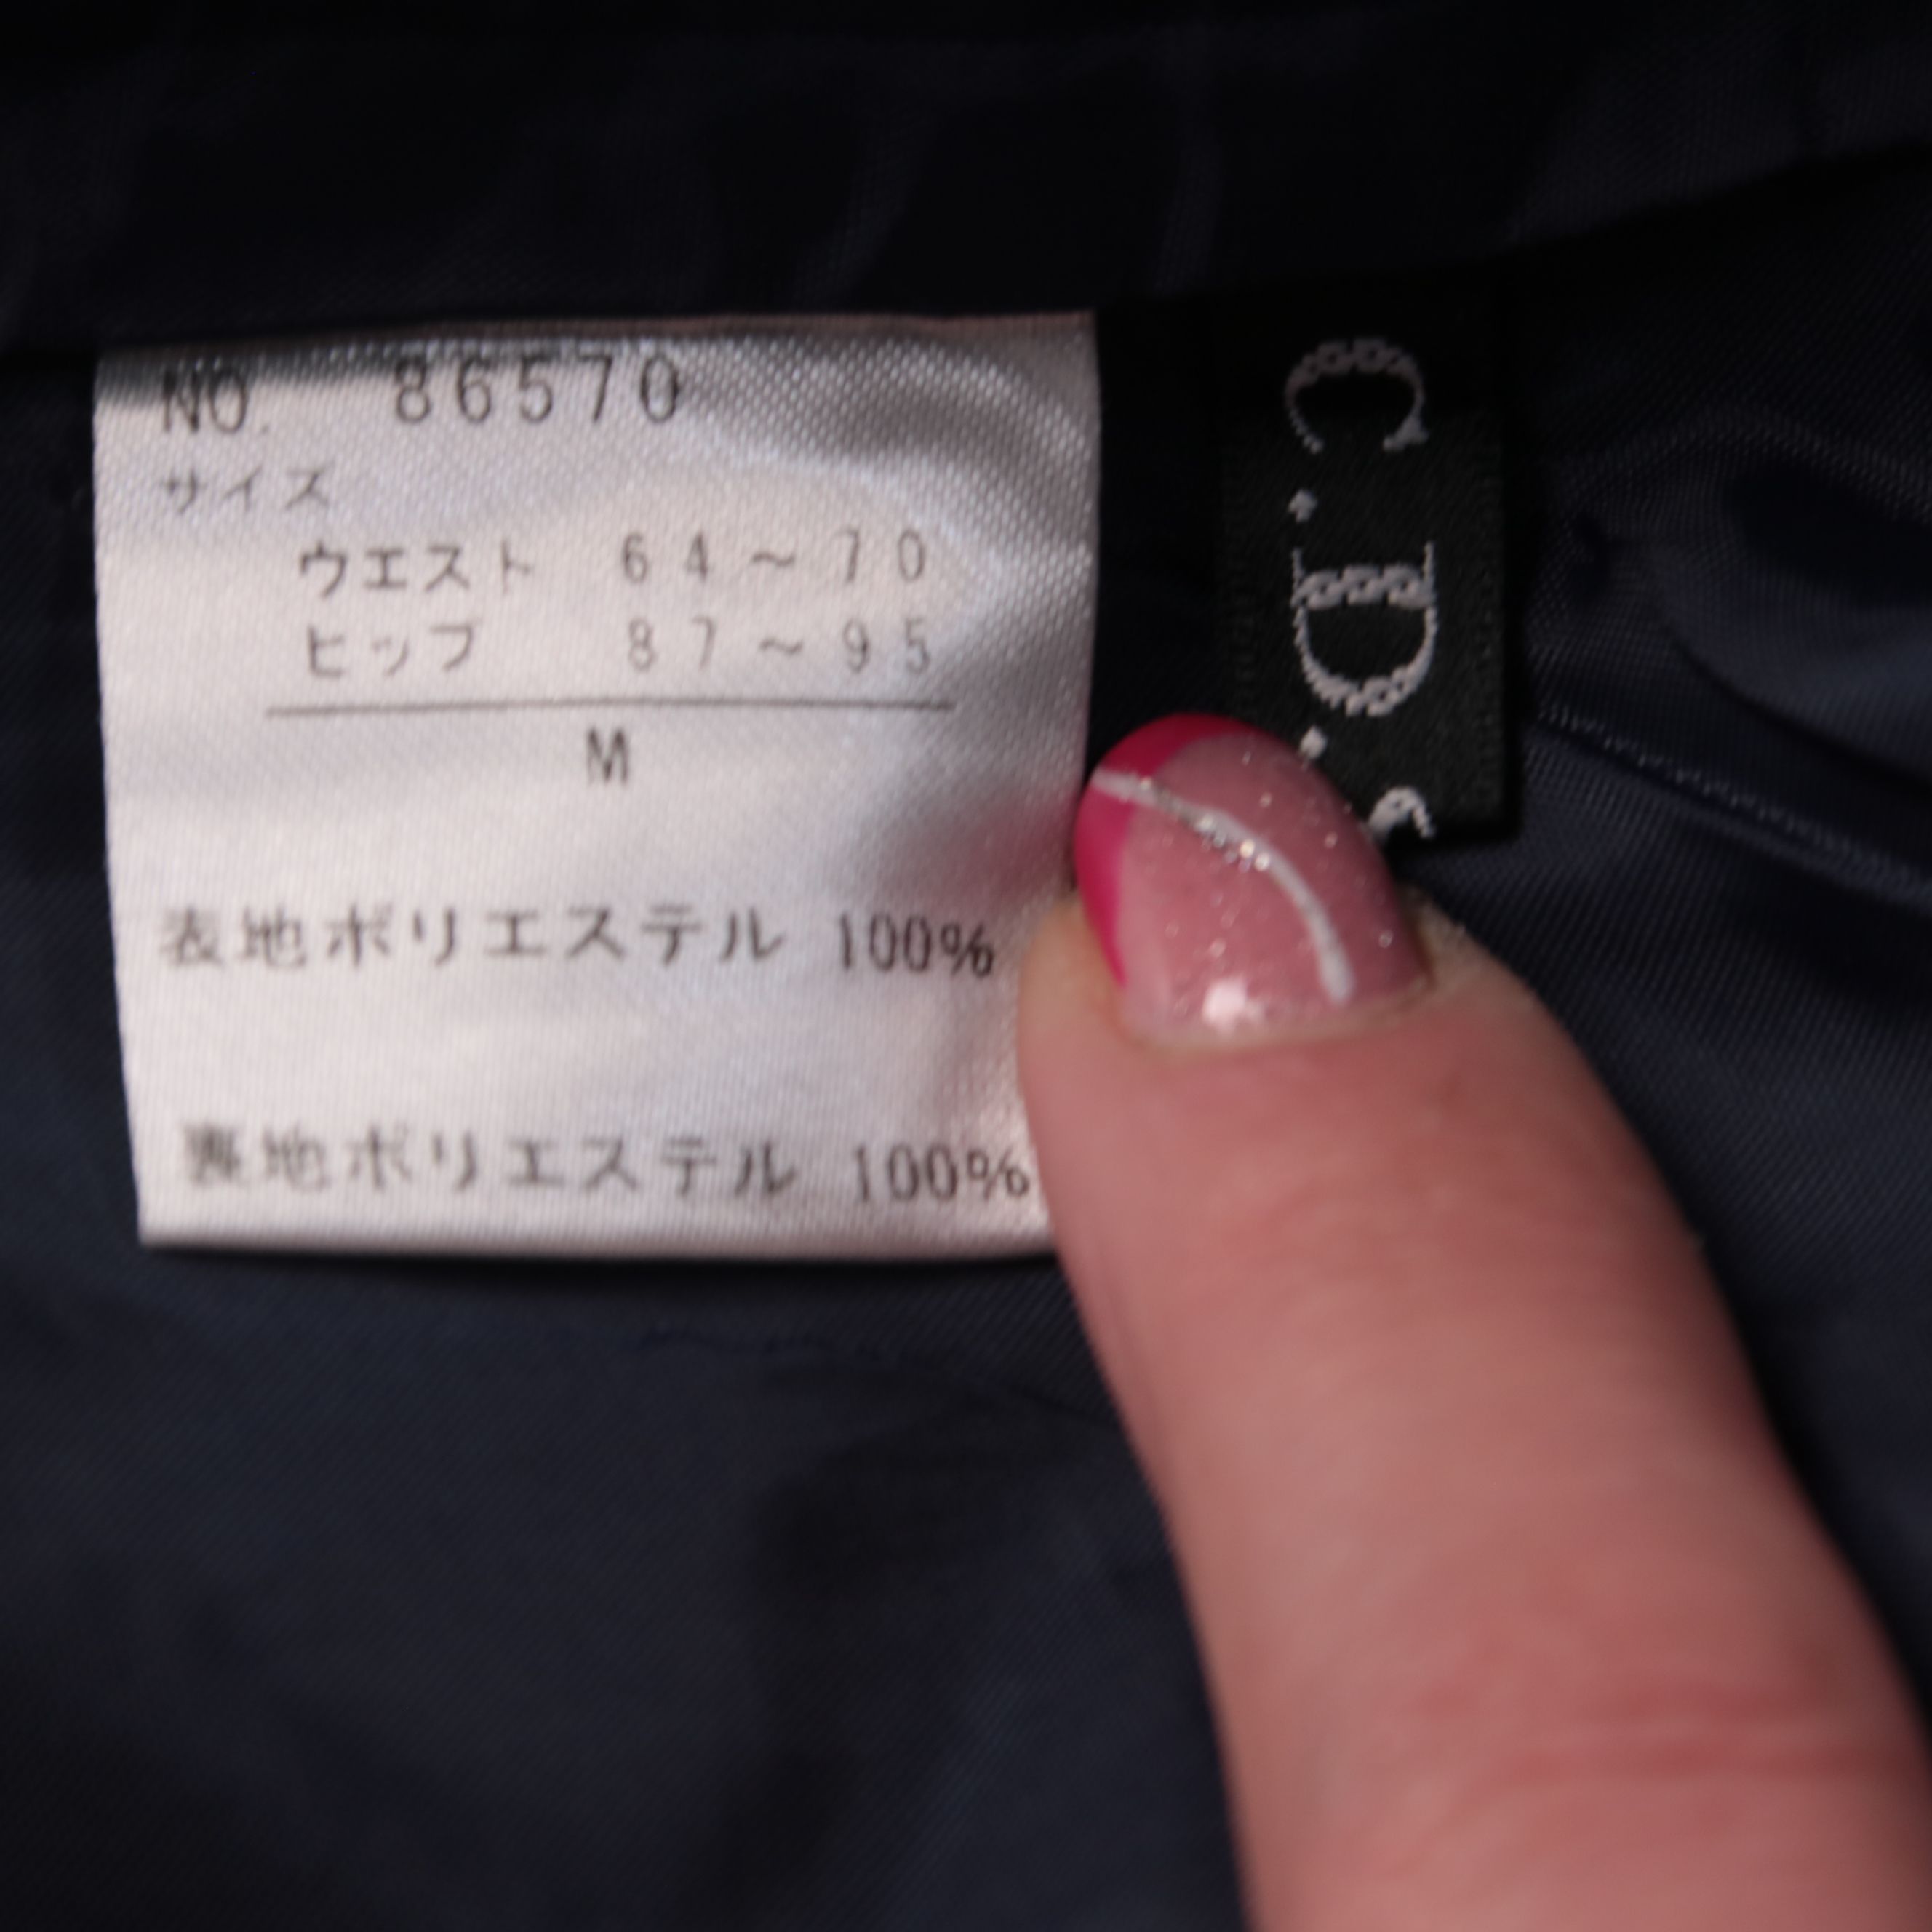 NO. 86570
サイズ
ウエスト 64～70
ヒップ 87～95
M
表地ポリエステル 100%
裏地ポリエステル 100%
C.D.